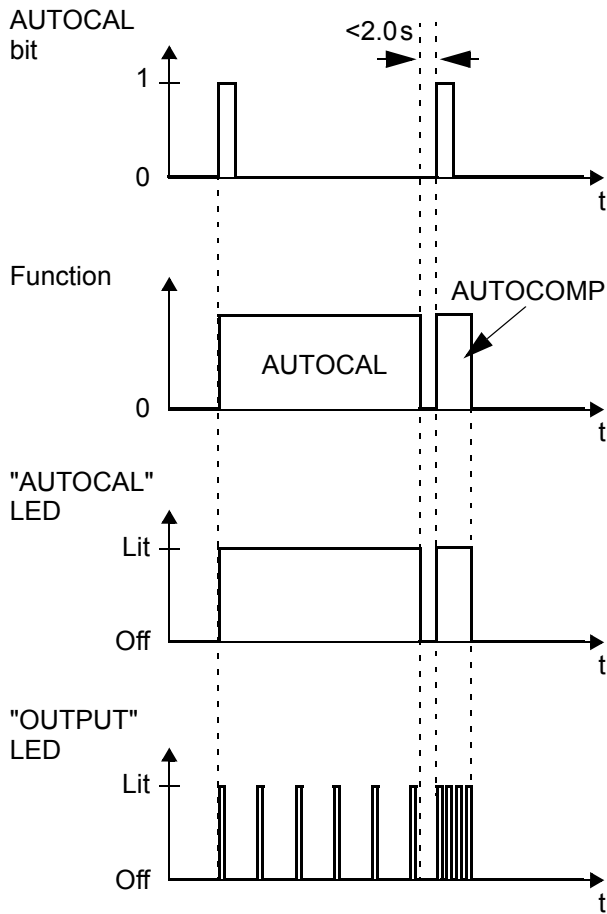 AUTOCAL
bit
<2.0s
1
0
t
Function
AUTOCOMP
AUTOCAL
0
t
"AUTOCAL"
LED
Lit
Off
t
"OUTPUT"
LED
Lit
Off
t